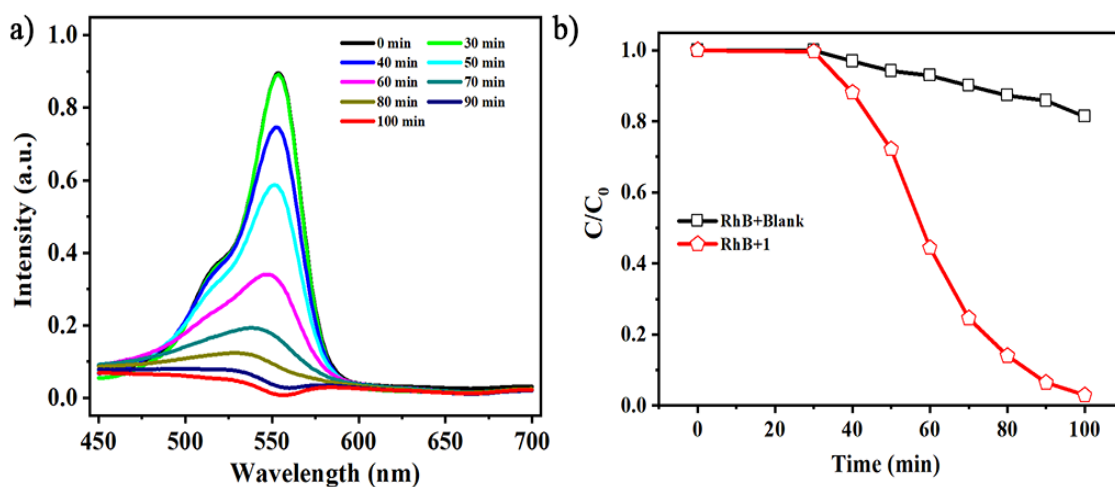 a)
Intensity (a.u.)
1.0
0.8
0.6
0.4
0.2
0.0
0 min
30 min
40 min
50 min
60 min
70 min
80 min
90 min
100 min
450 500 550 600 650 700
Wavelength (nm)
b)
C/C0
1.0
0.8
0.6
0.4
0.2
0.0
RhB+Blank
RhB+1
0 20 40 60 80 100
Time (min)